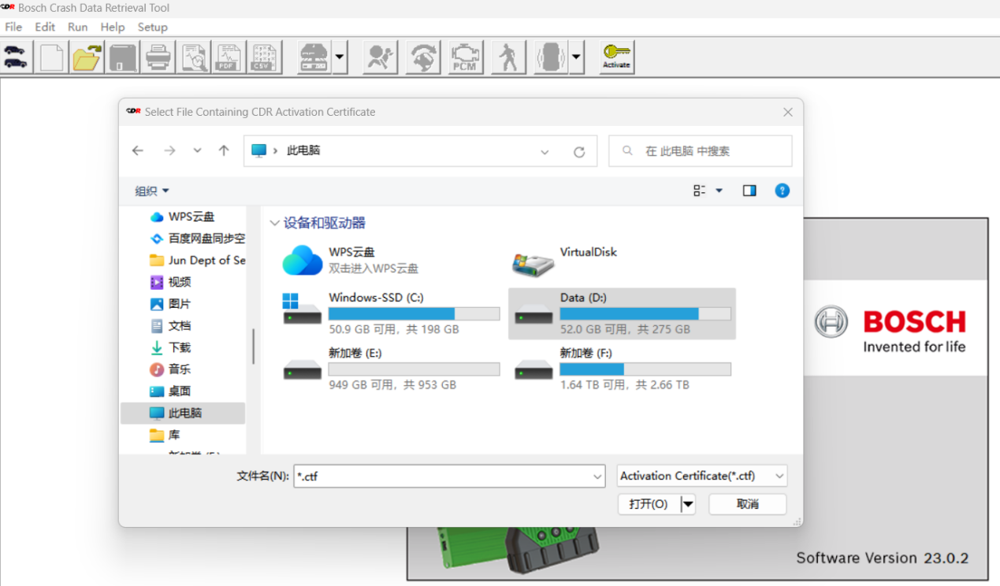 CDR Bosch Crash Data Retrieval Tool
File Edit Run Help Setup
PDF
CSV
PCM
Activate
CDR Select File Containing CDR Activation Certificate
此电脑
在 此电脑 中搜索
组织
WPS云盘
百度网盘同步空
Jun Dept of Se
视频
图片
文档
下载
音乐
桌面
此电脑
库
设备和驱动器
WPS云盘
双击进入WPS云盘
VirtualDisk
Windows-SSD (C:)
50.9 GB 可用，共 198 GB
Data (D:)
52.0 GB 可用，共 275 GB
新加卷 (E:)
949 GB 可用，共 953 GB
新加卷 (F:)
1.64 TB 可用，共 2.66 TB
文件名(N): *.ctf
Activation Certificate(*.ctf)
打开(O)
取消
BOSCH
Invented for life
Software Version 23.0.2